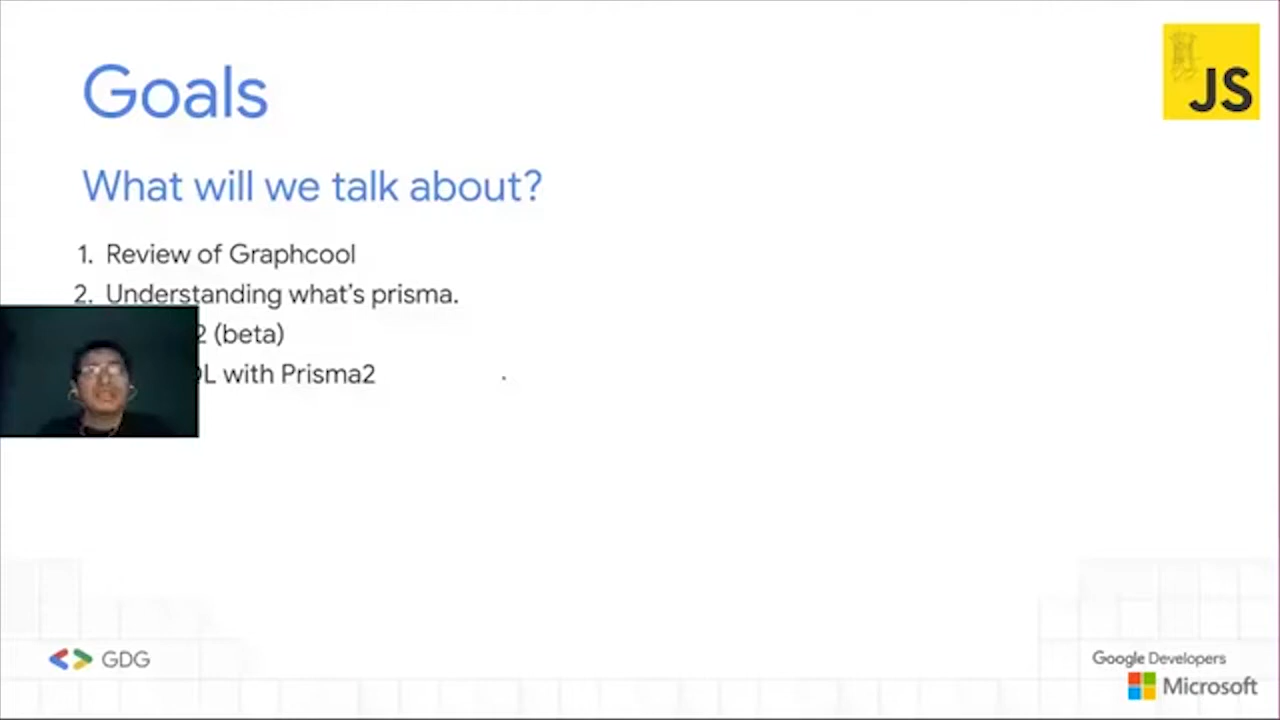 Goals
JS
What will we talk about?
1. Review of Graphcool
2. Understanding what's prisma.
2 (beta)
with Prisma2
GDG
Google Developers
Microsoft